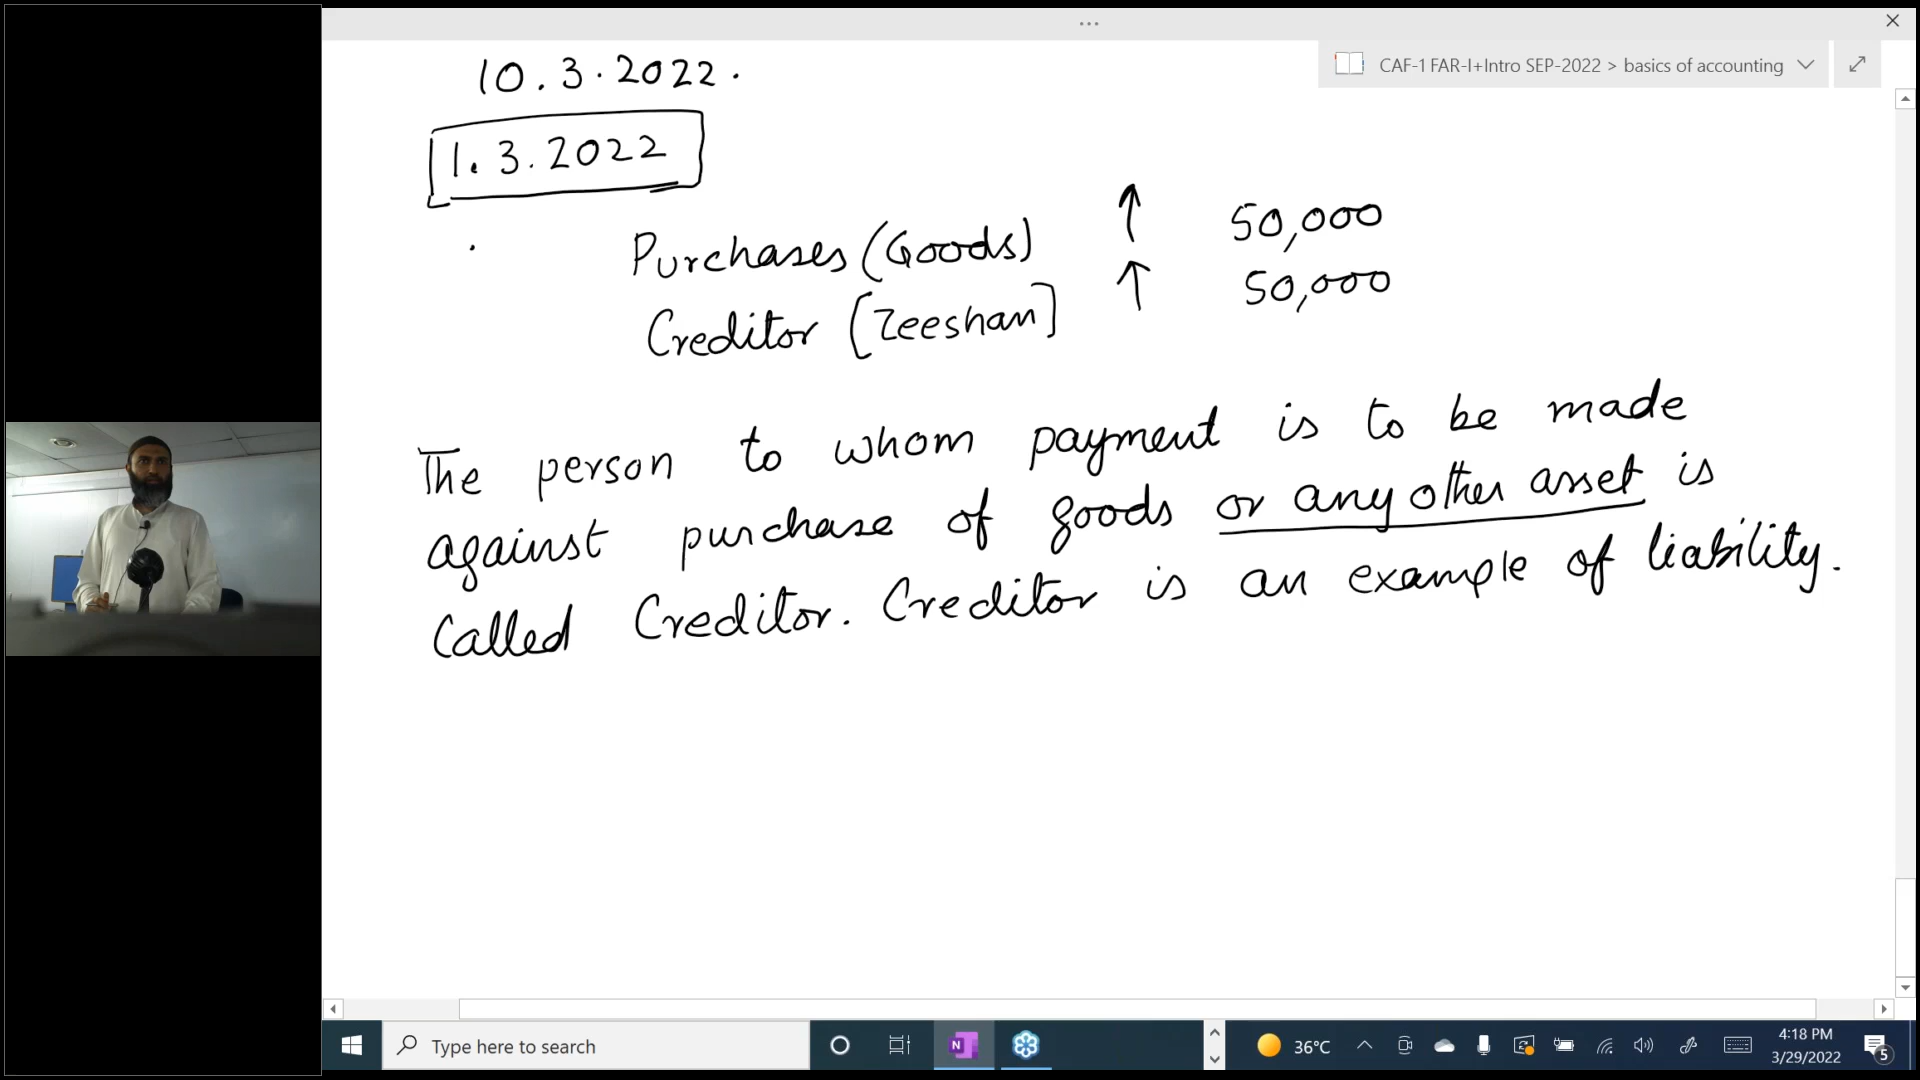 CAF-1 FAR-I+Intro SEP-2022 > basics of accounting
10.3.2022.
1.3.2022
Purchases (Goods) ↑ 50,000
Creditor [Zeeshan] ↑ 50,000
The person to whom payment is to be made
against purchase of goods or any other asset is
called Creditor. Creditor is an example of liability.
Type here to search
N
36°C
4:18 PM
3/29/2022
5